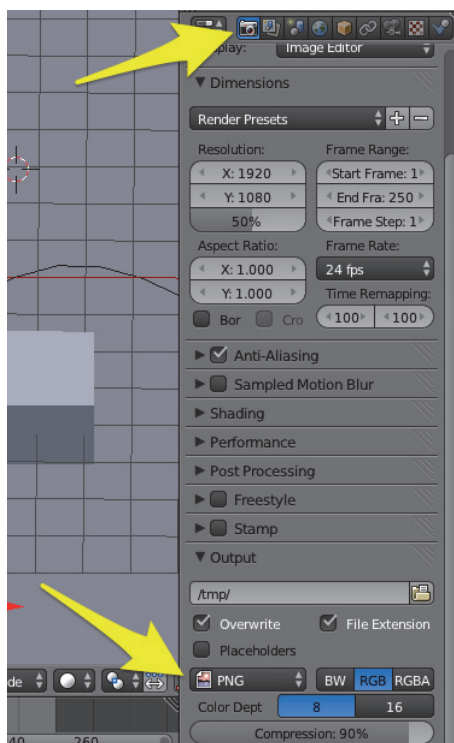 Display: Image Editor
Dimensions
Render Presets
Resolution: Frame Range:
X: 1920 Start Frame: 1
Y: 1080 End Fra: 250
50% Frame Step: 1
Aspect Ratio: Frame Rate:
X: 1.000 24 fps
Y: 1.000 Time Remapping:
Bor Cro 100 100
Anti-Aliasing
Sampled Motion Blur
Shading
Performance
Post Processing
Freestyle
Stamp
Output
/tmp/
Overwrite File Extension
Placeholders
de PNG BW RGB RGBA
Color Dept 8 16
240 260 Compression: 90%